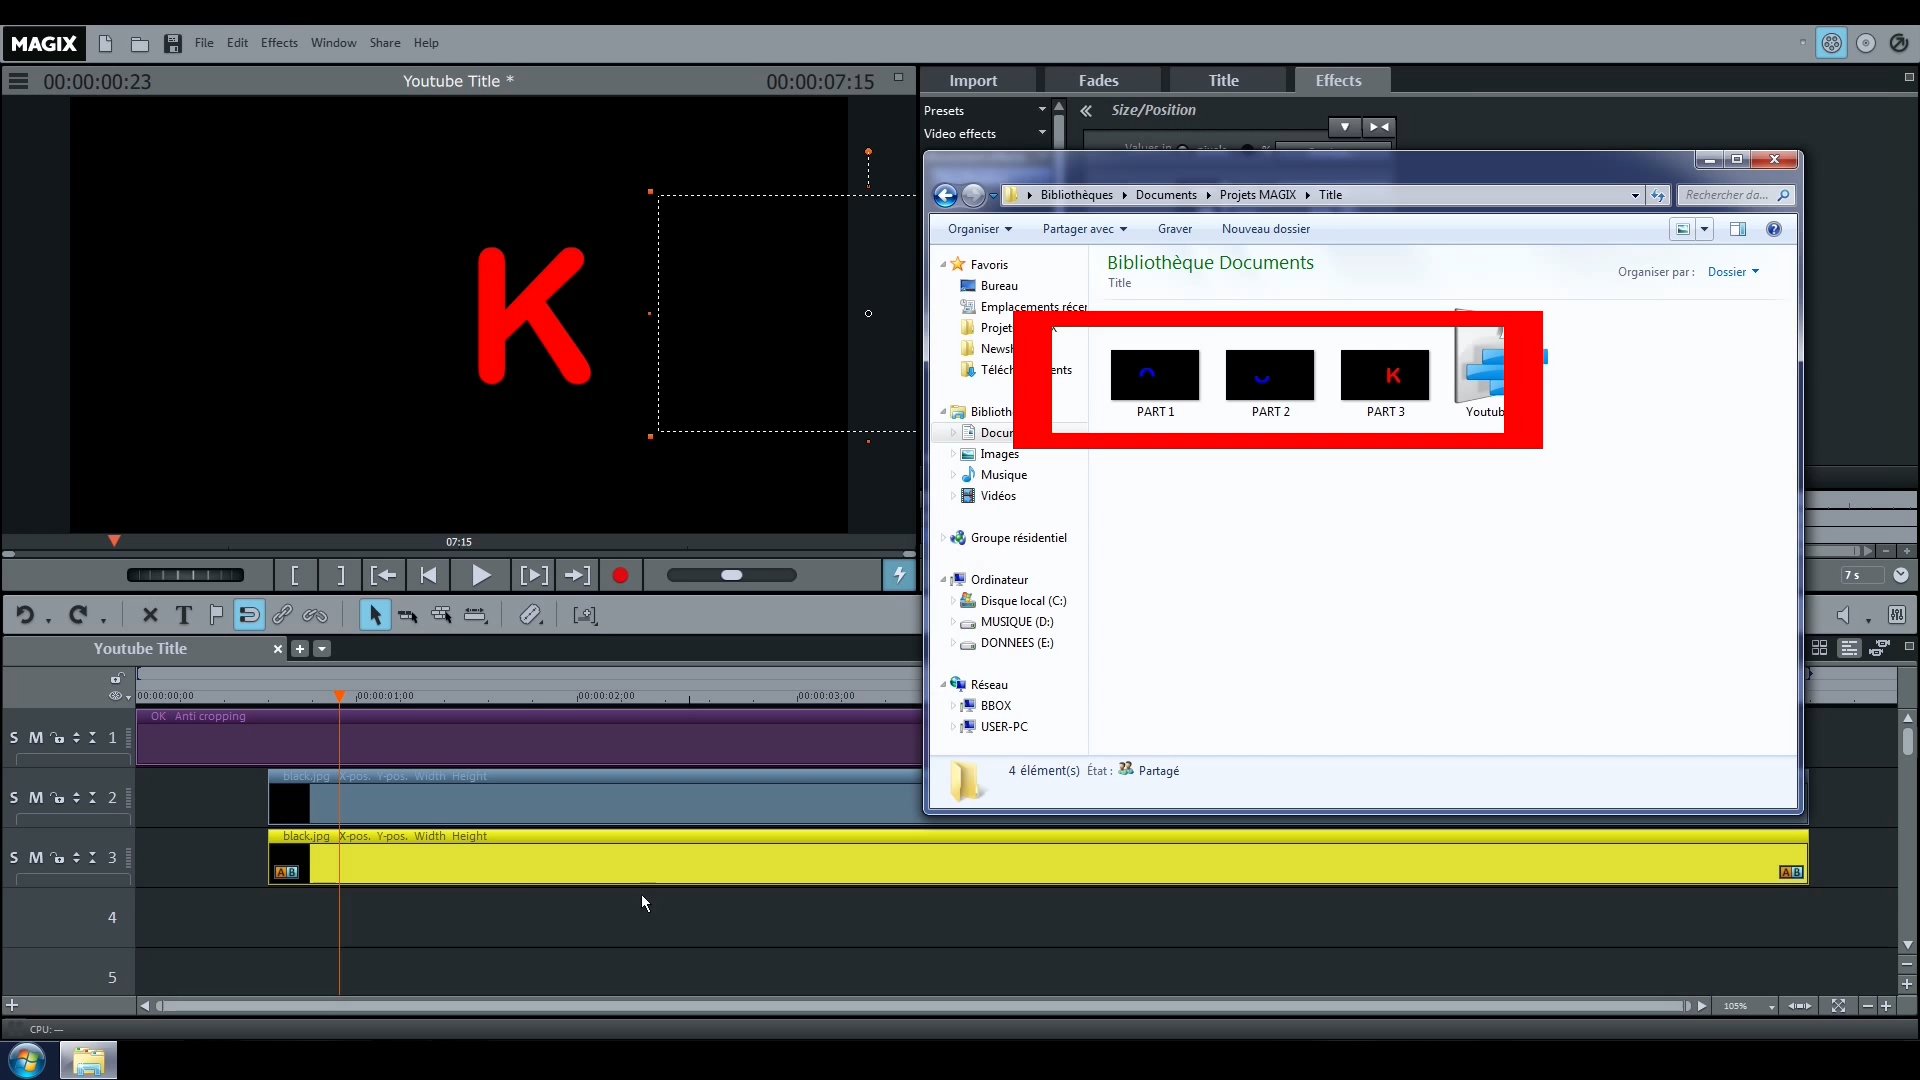 MAGIX
File Edit Effects Window Share Help
00:00:00:23 Youtube Title * 00:00:07:15
Import Fades Title Effects
Presets
Video effects
Size/Position
K
07:15
7 s
Bibliothèques Documents Projets MAGIX Title
Rechercher da...
Organiser Partager avec Graver Nouveau dossier
Favoris
Bureau
Emplacements récer
Images
Musique
Vidéos
Groupe résidentiel
Ordinateur
Disque local (C:)
MUSIQUE (D:)
DONNEES (E:)
Réseau
BBOX
USER-PC
Bibliothèque Documents
Title
Organiser par : Dossier
K
PART 1 PART 2 PART 3 Youtub
4 élément(s) État : Partagé
Youtube Title
00:00:00:00 00:00:01:00 00:00:02:00 00:00:03:00
OK Anti cropping
S M 1
black.jpg X-pos. Y-pos. Width Height
S M 2
black.jpg X-pos. Y-pos. Width Height
S M 3
A B A B
4
5
105%
CPU: —